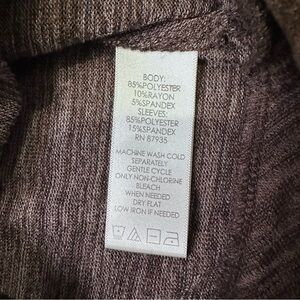 BODY:
85%POLYESTER
10%RAYON
5%SPANDEX
SLEEVES:
85%POLYESTER
15%SPANDEX
RN 87935
MACHINE WASH COLD
SEPARATELY
GENTLE CYCLE
ONLY NON-CHLORINE
BLEACH
WHEN NEEDED
DRY FLAT
LOW IRON IF NEEDED